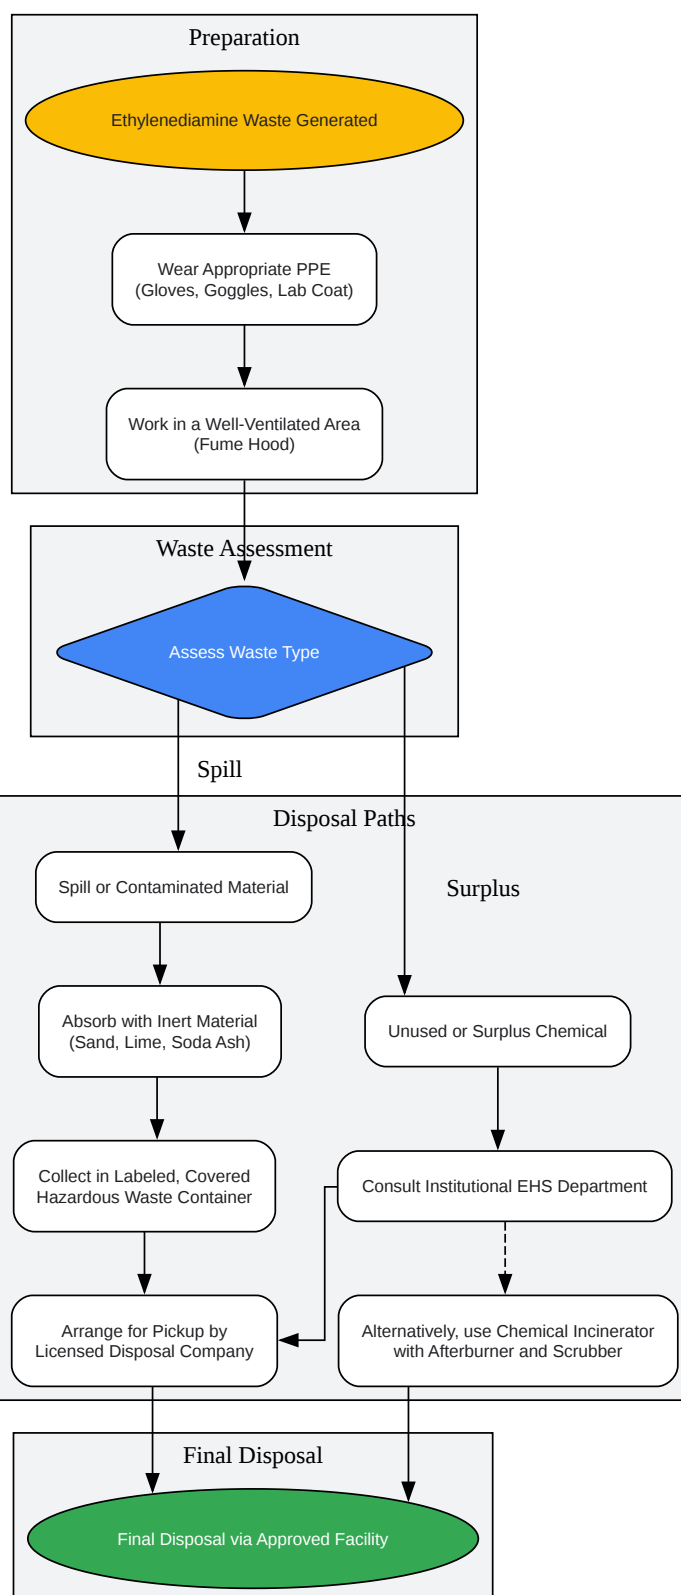 Preparation
Ethylenediamine Waste Generated
Wear Appropriate PPE
(Gloves, Goggles, Lab Coat)
Work in a Well-Ventilated Area
(Fume Hood)
Waste Assessment
Assess Waste Type
Spill
Disposal Paths
Spill or Contaminated Material
Surplus
Absorb with Inert Material
(Sand, Lime, Soda Ash)
Unused or Surplus Chemical
Collect in Labeled, Covered
Hazardous Waste Container
Consult Institutional EHS Department
Arrange for Pickup by
Licensed Disposal Company
Alternatively, use Chemical Incinerator
with Afterburner and Scrubber
Final Disposal
Final Disposal via Approved Facility